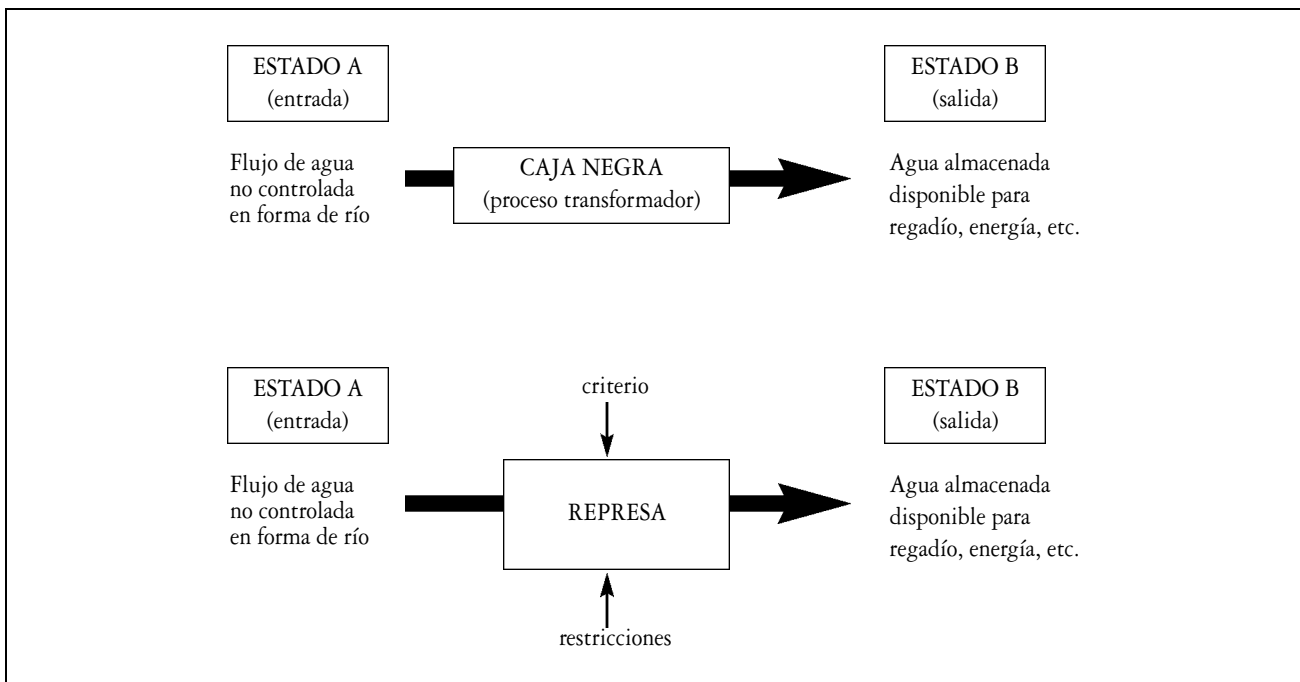 ESTADO A
(entrada)
ESTADO B
(salida)
Flujo de agua
no controlada
en forma de río
CAJA NEGRA
(proceso transformador)
Agua almacenada
disponible para
regadío, energía, etc.
ESTADO A
(entrada)
criterio
ESTADO B
(salida)
Flujo de agua
no controlada
en forma de río
REPRESA
Agua almacenada
disponible para
regadío, energía, etc.
restricciones